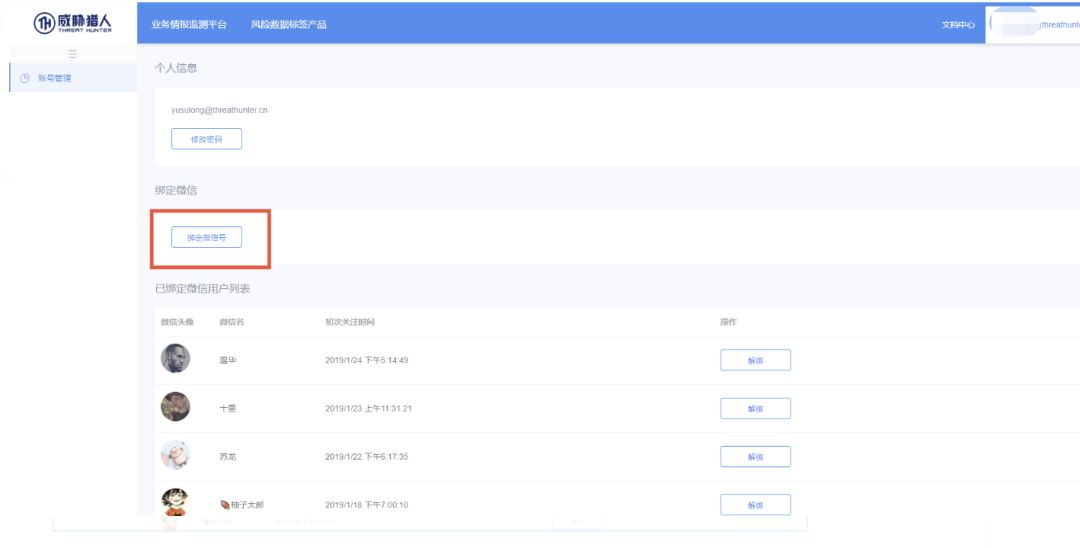 威胁猎人
THREAT HUNTER
业务情报监测平台 风险数据标签产品 文档中心 /threathunt
账号管理
个人信息
yusulong@threathunter.cn
修改密码
绑定微信
绑定微信号
已绑定微信用户列表
微信头像 微信名 初次关注时间 操作
温华 2019/1/24 下午5:14:49 解绑
十里 2019/1/23 上午11:31:21 解绑
苏龙 2019/1/22 下午6:17:35 解绑
柚子太郎 2019/1/18 下午7:00:10 解绑